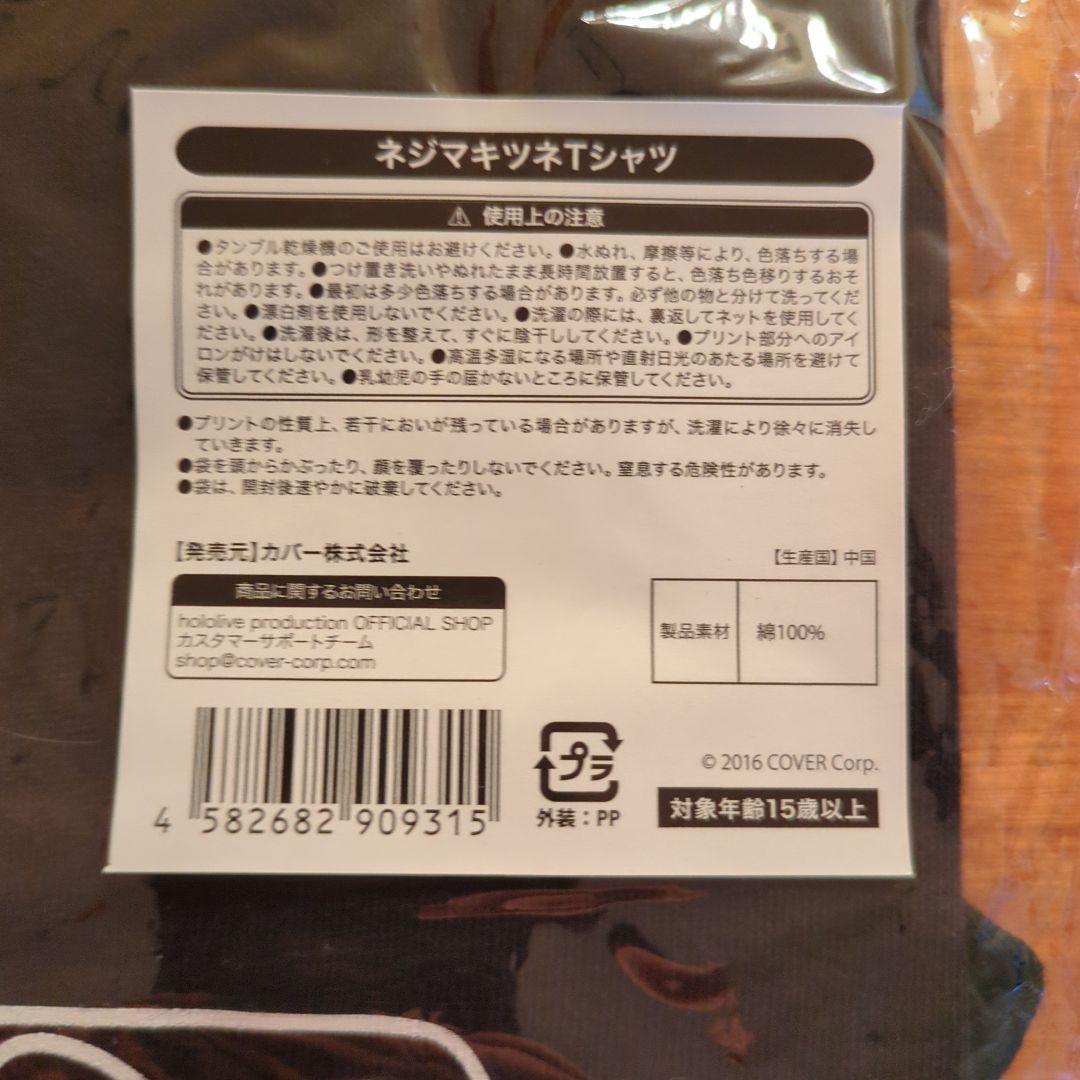 ネジマキツネTシャツ
⚠ 使用上の注意
●タンブル乾燥機のご使用はお避けください。●水ぬれ、摩擦等により、色落ちする場
合があります。●つけ置き洗いやぬれたまま長時間放置すると、色落ち色移りするおそ
れがあります。●最初は多少色落ちする場合があります。必ず他の物と分けて洗ってくだ
さい。●漂白剤を使用しないでください。●洗濯の際には、裏返してネットを使用してく
ださい。●洗濯後は、形を整えて、すぐに陰干ししてください。●プリント部分へのアイ
ロンがけはしないでください。●高温多湿になる場所や直射日光のあたる場所を避けて
保管してください。●乳幼児の手の届かないところに保管してください。
●プリントの性質上、若干においが残っている場合がありますが、洗濯により徐々に消失し
ていきます。
●袋を頭からかぶったり、顔を覆ったりしないでください。窒息する危険性があります。
●袋は、開封後速やかに破棄してください。
【発売元】カバー株式会社
【生産国】中国
商品に関するお問い合わせ
hololive production OFFICIAL SHOP
カスタマーサポートチーム
shop@cover-corp.com
製品素材 綿100%
4 582682 909315
プラ
外装：PP
© 2016 COVER Corp.
対象年齢15歳以上